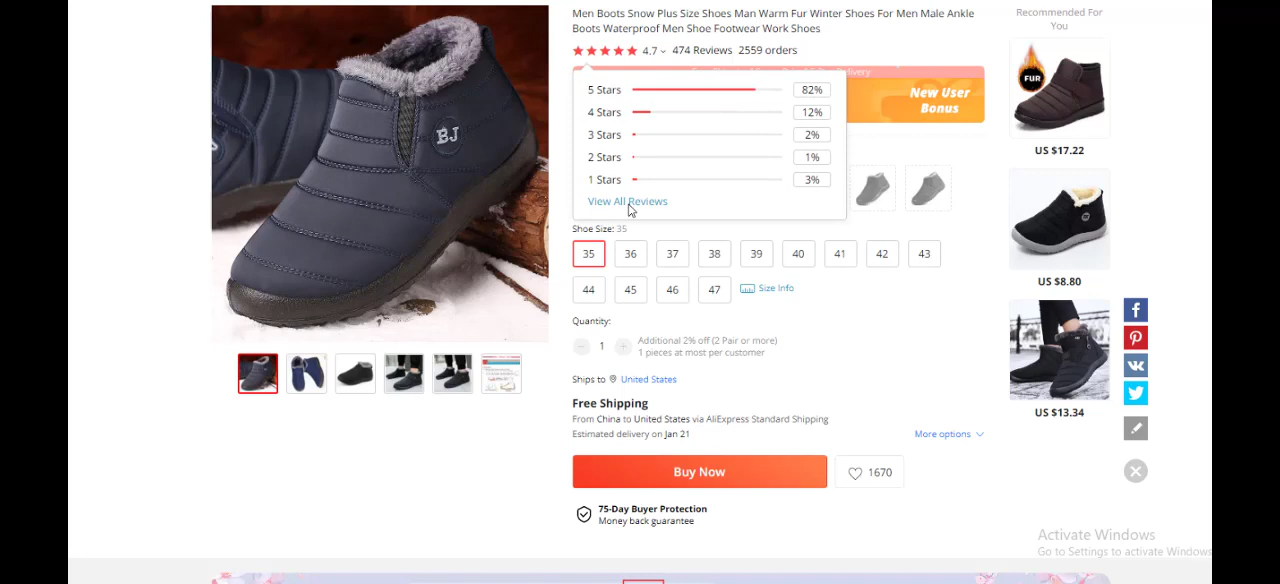 Men Boots Snow Plus Size Shoes Man Warm Fur Winter Shoes For Men Male Ankle
Boots Waterproof Men Shoe Footwear Work Shoes
4.7 474 Reviews 2559 orders
Delivery
5 Stars 82%
4 Stars 12%
3 Stars 2%
2 Stars 1%
1 Stars 3%
View All Reviews
New User
Bonus
Shoe Size: 35
35 36 37 38 39 40 41 42 43
44 45 46 47 Size Info
Quantity:
− 1 + Additional 2% off (2 Pair or more)
1 pieces at most per customer
Ships to United States
Free Shipping
From China to United States via AliExpress Standard Shipping
Estimated delivery on Jan 21 More options
Buy Now 1670
75-Day Buyer Protection
Money back guarantee
Recommended For
You
FUR
US $17.22
US $8.80
US $13.34
BJ
Activate Windows
Go to Settings to activate Windows